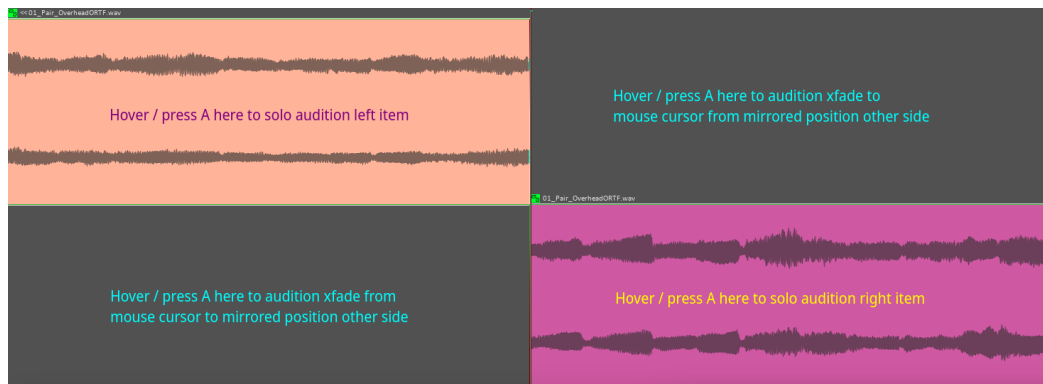 <<01_Pair_OverheadORTF.wav
Hover / press A here to solo audition left item
Hover / press A here to audition xfade to
mouse cursor from mirrored position other side
01_Pair_OverheadORTF.wav
Hover / press A here to audition xfade from
mouse cursor to mirrored position other side
Hover / press A here to solo audition right item